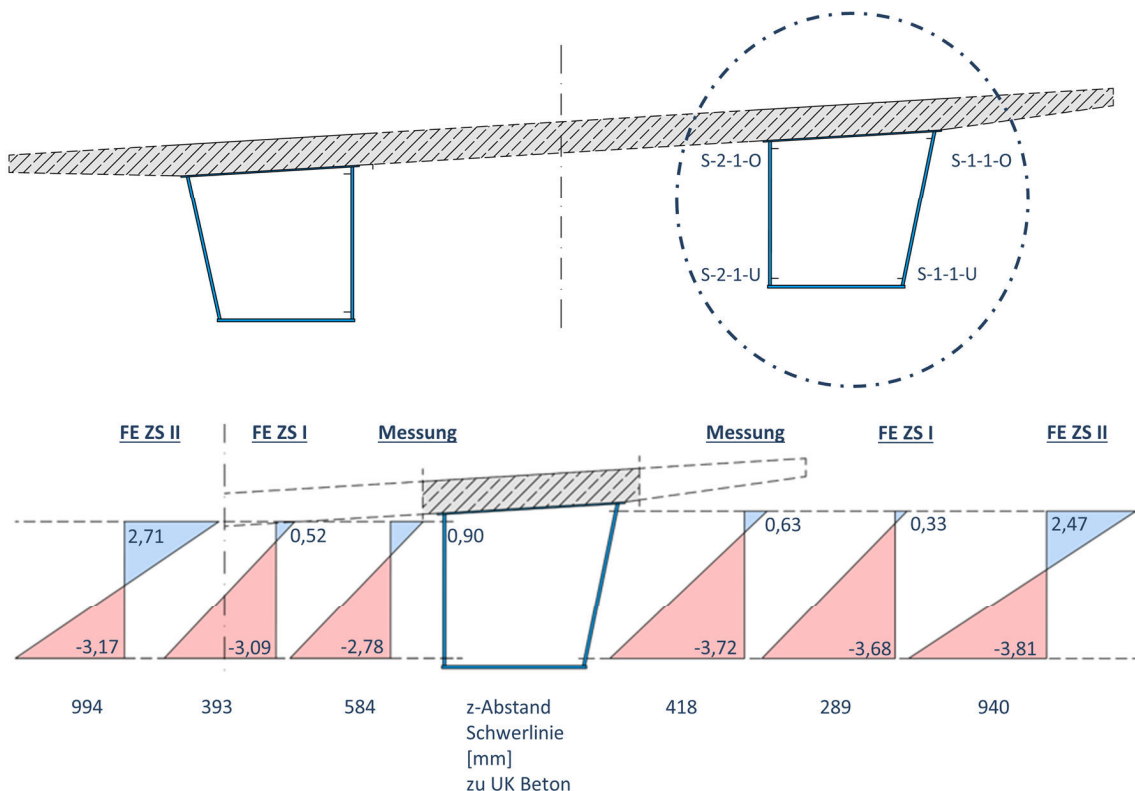 S-2-1-O
S-1-1-O
S-2-1-U
S-1-1-U
FE ZS II
FE ZS I
Messung
Messung
FE ZS I
FE ZS II
2,71
0,52
0,90
0,63
0,33
2,47
-3,17
-3,09
-2,78
-3,72
-3,68
-3,81
994
393
584
z-Abstand
Schwerlinie
[mm]
zu UK Beton
418
289
940